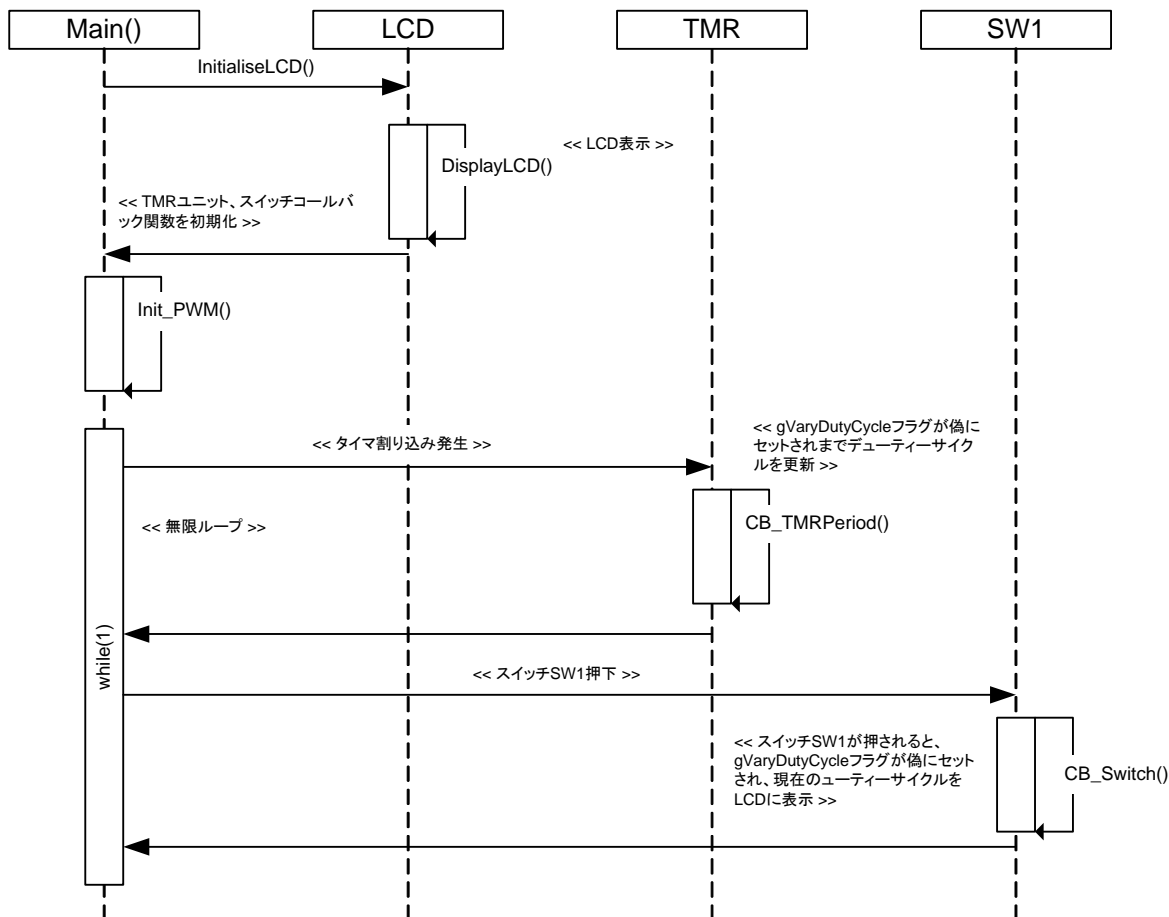 Main()
LCD
TMR
SW1
InitialiseLCD()
<< LCD表示 >>
DisplayLCD()
<< TMRユニット、スイッチコールバ
ック関数を初期化 >>
Init_PWM()
<< gVaryDutyCycleフラグが偽に
セットされまでデューティーサイク
ルを更新 >>
<< タイマ割り込み発生 >>
CB_TMRPeriod()
<< 無限ループ >>
while(1)
<< スイッチSW1押下 >>
<< スイッチSW1が押されると、
gVaryDutyCycleフラグが偽にセット
され、現在のューティーサイクルを
LCDに表示 >>
CB_Switch()